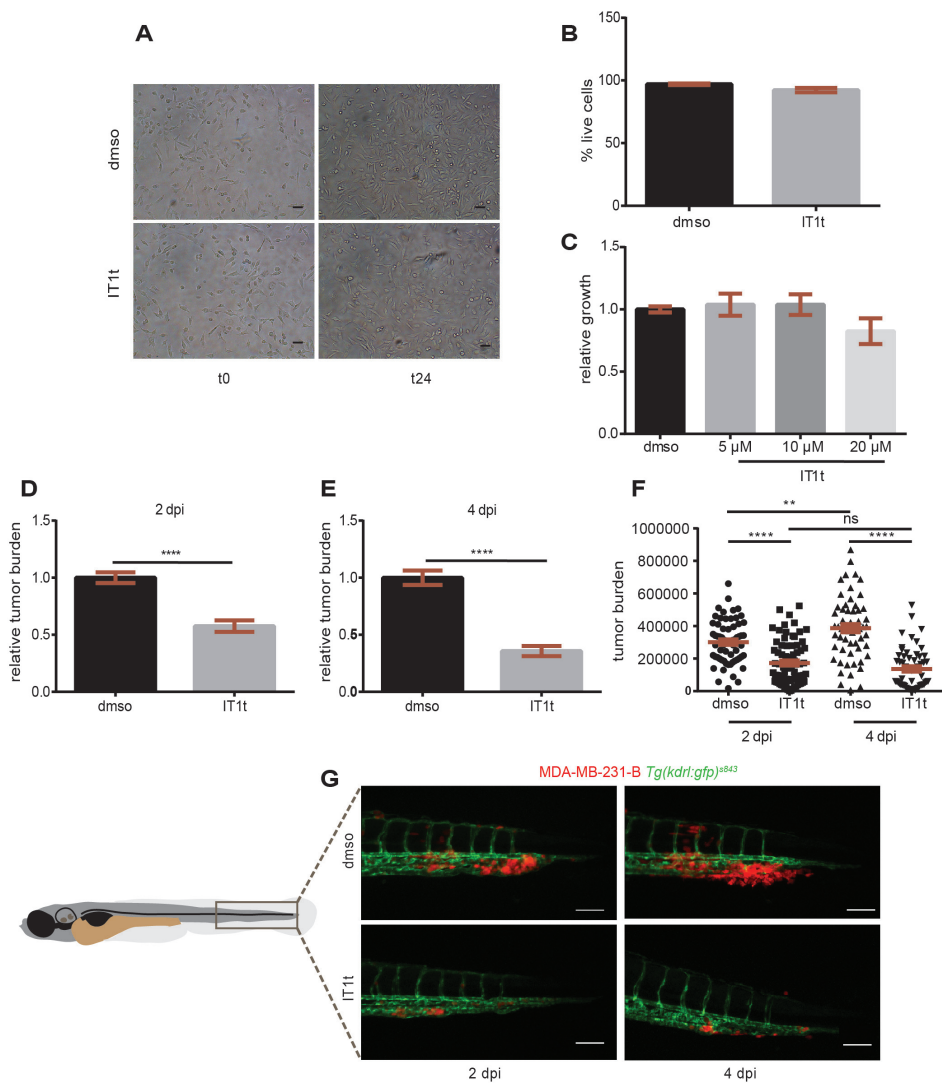 A
dmso
IT1t
t0
t24
B
% live cells
150
100
50
0
dmso
IT1t
C
relative growth
1.5
1.0
0.5
0.0
dmso
5 µM
10 µM
20 µM
IT1t
D
2 dpi
relative tumor burden
1.5
1.0
0.5
0.0
****
dmso
IT1t
E
4 dpi
relative tumor burden
1.5
1.0
0.5
0.0
****
dmso
IT1t
F
tumor burden
1000000
800000
600000
400000
200000
0
**
ns
****
****
dmso
IT1t
dmso
IT1t
2 dpi
4 dpi
G
MDA-MB-231-B Tg(kdrl:gfp)s843
dmso
IT1t
2 dpi
4 dpi